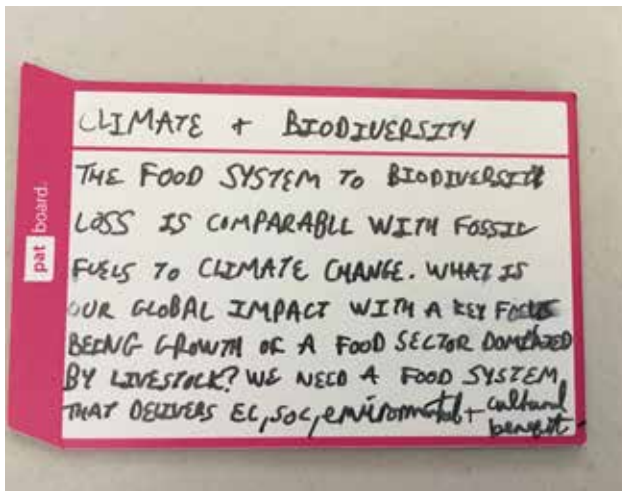 CLIMATE + BIODIVERSITY
THE FOOD SYSTEM TO BIODIVERSITY
LOSS IS COMPARABLE WITH FOSSIL
FUELS TO CLIMATE CHANGE. WHAT IS
OUR GLOBAL IMPACT WITH A KEY FOCUS
BEING GROWTH OF A FOOD SECTOR DOMINATED
BY LIVESTOCK? WE NEED A FOOD SYSTEM
THAT DELIVERS EC, SOC, enviromental + cultural
benefit.
pat board.